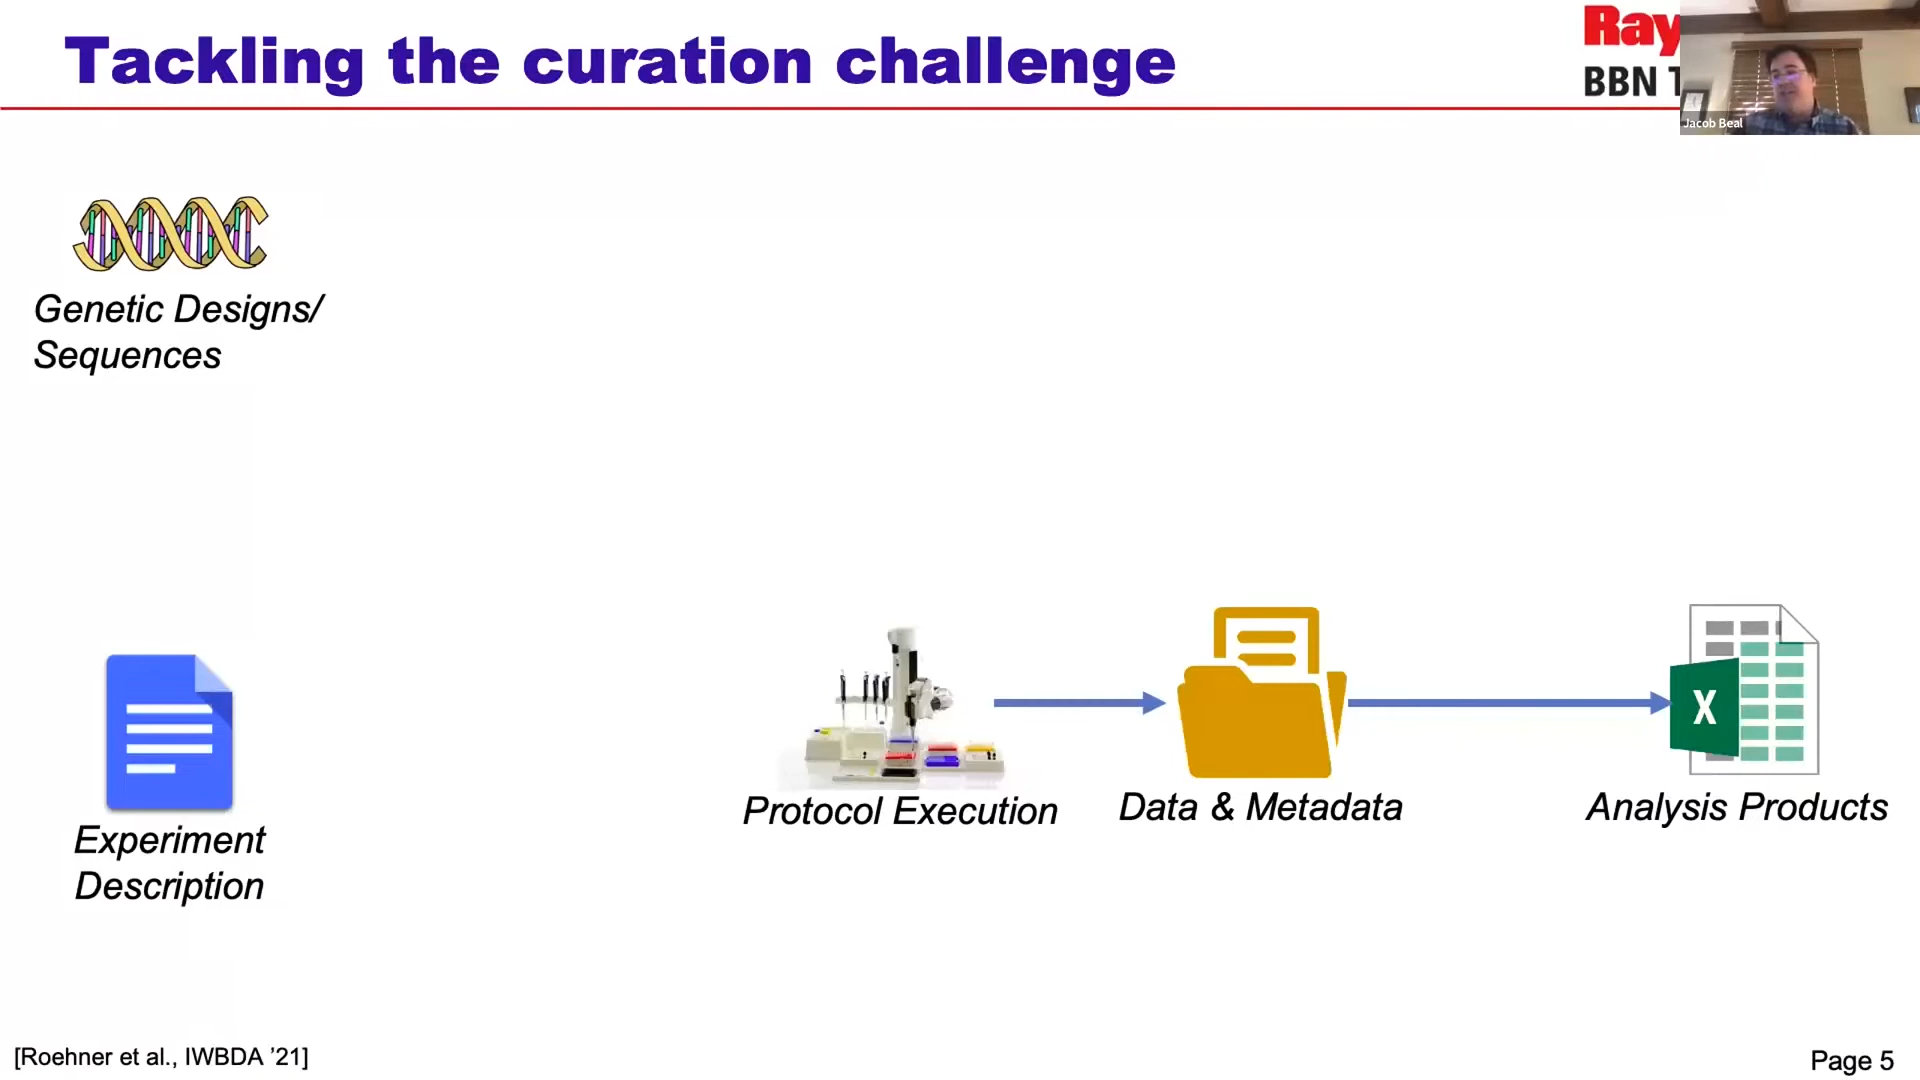 Tackling the curation challenge
Ray
BBN T
Jacob Beal
Genetic Designs/
Sequences
Experiment
Description
Protocol Execution
Data & Metadata
X
Analysis Products
[Roehner et al., IWBDA ’21]
Page 5